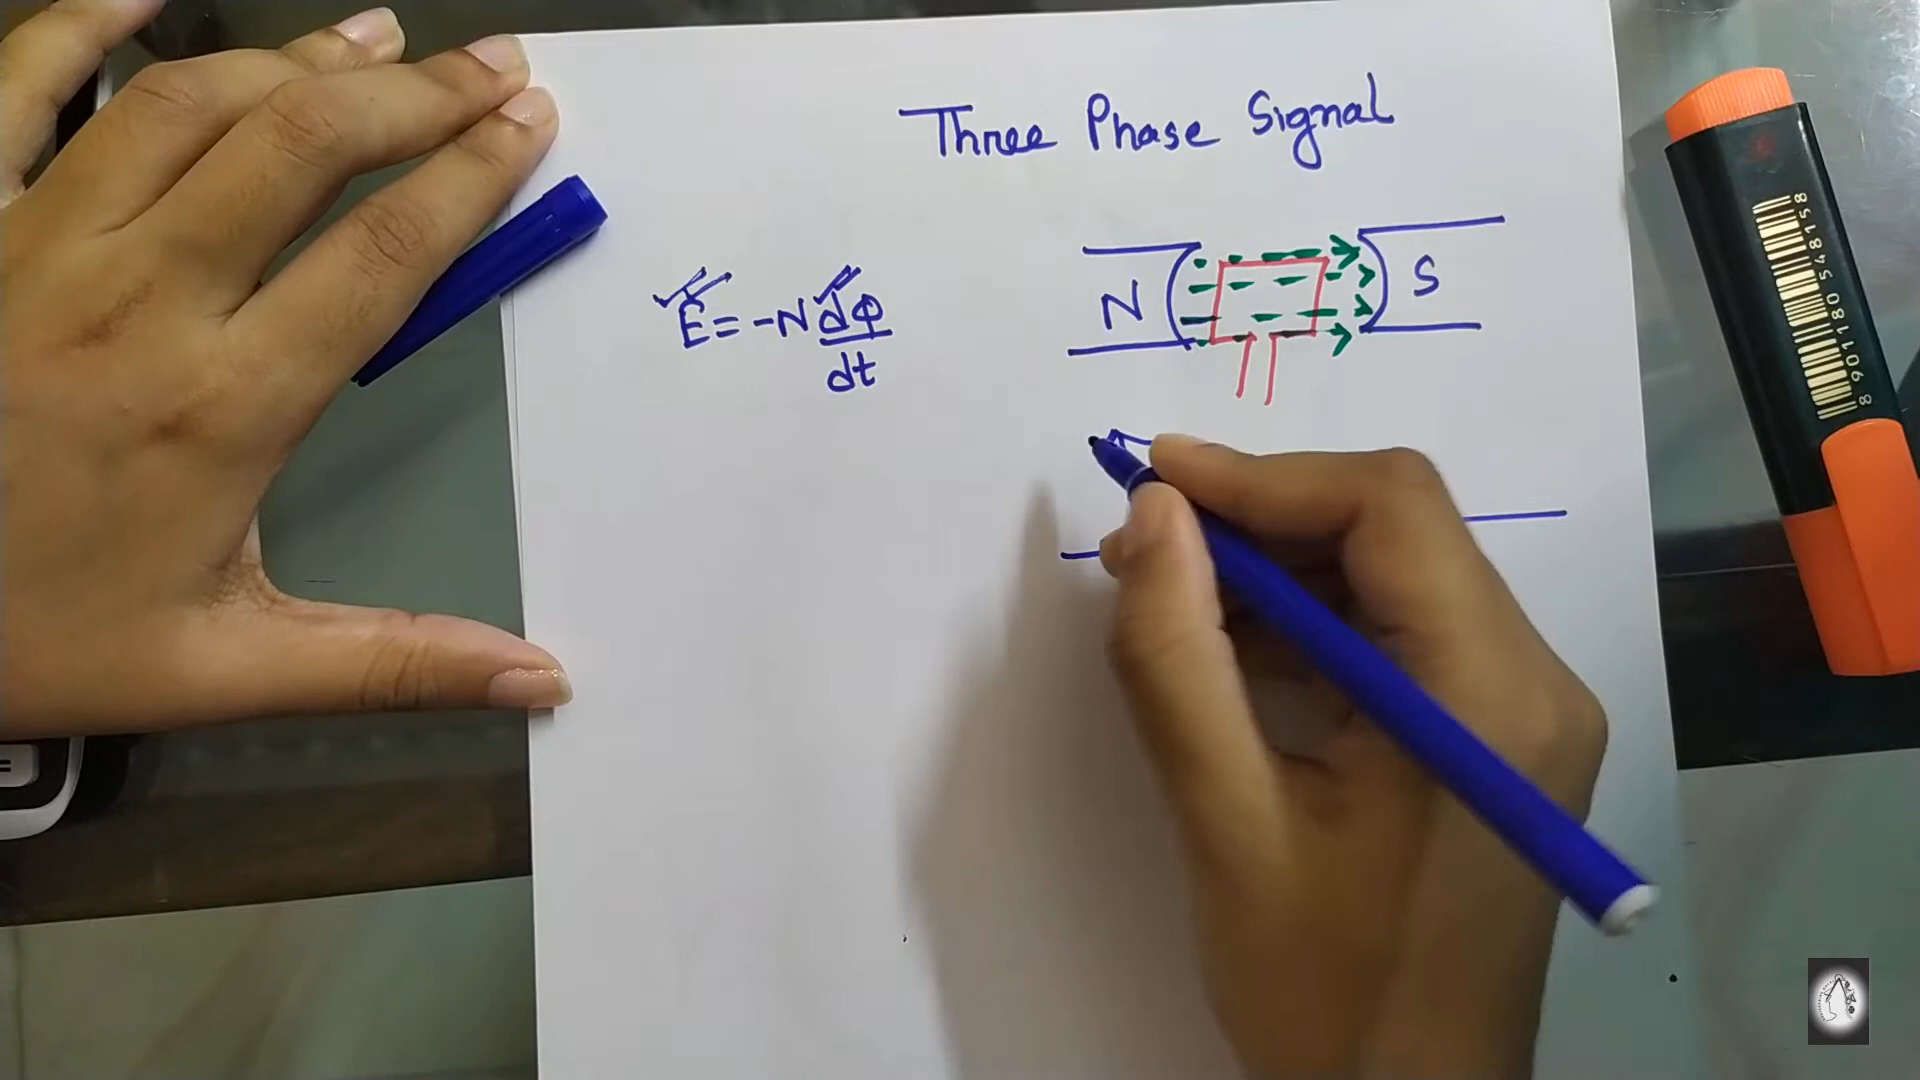 Three Phase Signal
E = -N dφ
dt
N
S
8 901180 548158
=